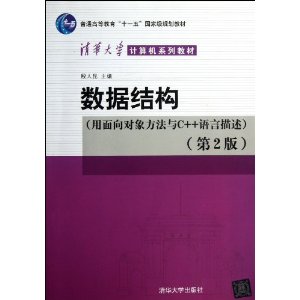 普通高等教育“十一五”国家级规划教材
清华大学 计算机系列教材
殷人昆 主编
数据结构
(用面向对象方法与C++语言描述)
(第2版)
清华大学出版社